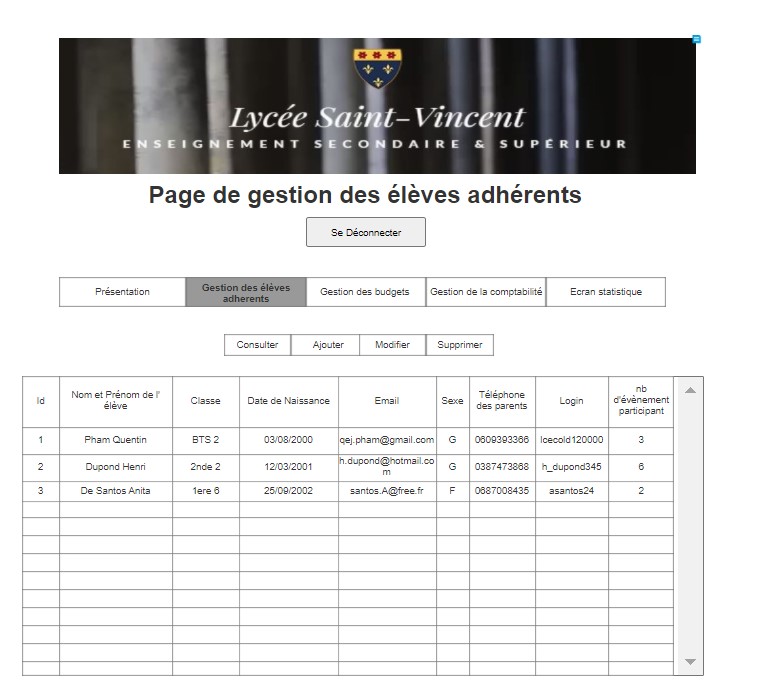 Lycée Saint-Vincent
ENSEIGNEMENT SECONDAIRE & SUPÉRIEUR
Page de gestion des élèves adhérents
Se Déconnecter
Présentation Gestion des élèves adherents Gestion des budgets Gestion de la comptabilité Ecran statistique
Consulter Ajouter Modifier Supprimer
Id Nom et Prénom de l' élève Classe Date de Naissance Email Sexe Téléphone des parents Login nb d'évènement participant
1 Pham Quentin BTS 2 03/08/2000 qej.pham@gmail.com G 0609393366 Icecold120000 3
2 Dupond Henri 2nde 2 12/03/2001 h.dupond@hotmail.com G 0387473868 h_dupond345 6
3 De Santos Anita 1ere 6 25/09/2002 santos.A@free.fr F 0687008435 asantos24 2